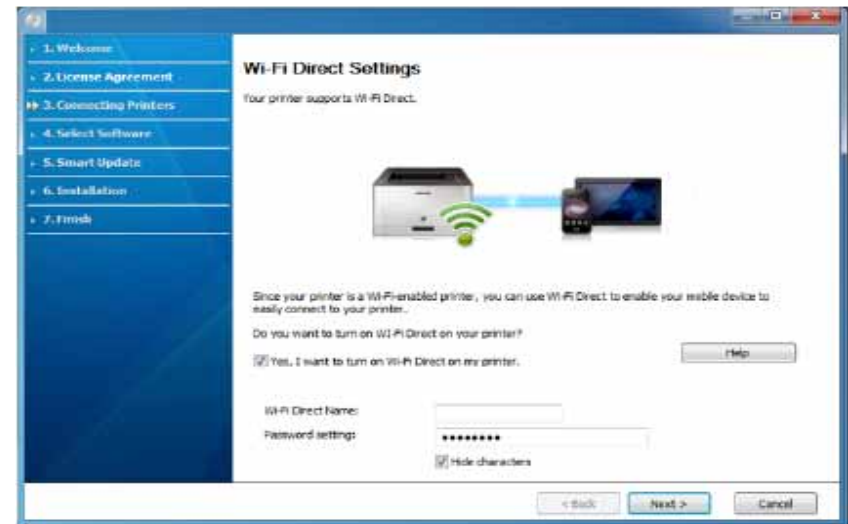 1. Welcome
2. License Agreement
3. Connecting Printers
4. Select Software
5. Smart Update
6. Installation
7. Finish
Wi-Fi Direct Settings
Your printer supports Wi-Fi Direct.
Since your printer is a Wi-Fi-enabled printer, you can use Wi-Fi Direct to enable your mobile device to
easily connect to your printer.
Do you want to turn on Wi-Fi Direct on your printer?
Yes, I want to turn on Wi-Fi Direct on my printer.
Help
Wi-Fi Direct Name:
Password setting:
Hide characters
< Back
Next >
Cancel